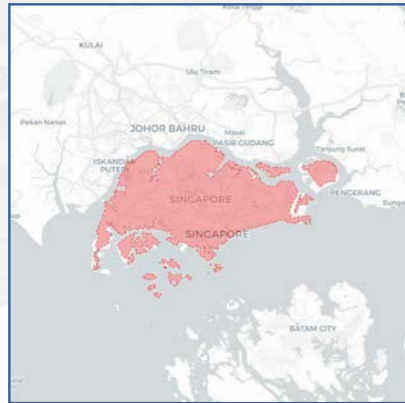 KULAI
Ulu Tiram
Pekan Nanas
JOHOR BAHRU
Masai
PASIR GUDANG
Tanjung Surat
ISKANDAR
PUTERI
PENGERANG
SINGAPORE
SINGAPORE
BATAM CITY